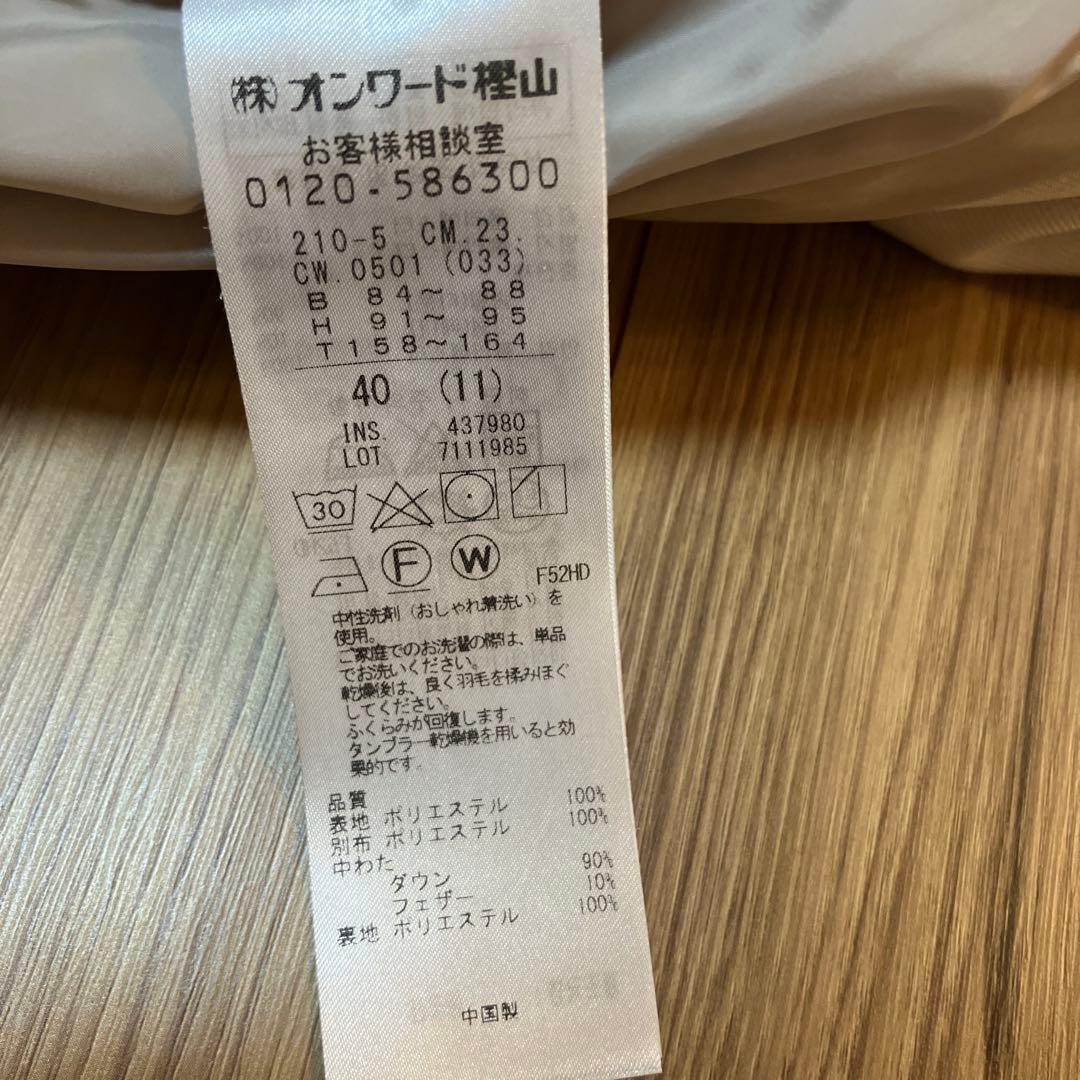 (株)オンワード樫山
お客様相談室
0120-586300
210-5 CM.23.
CW.0501 (033)
B 84～ 88
H 91～ 95
T158～164
40 (11)
INS. 437980
LOT 7111985
30
F W F52HD
中性洗剤（おしゃれ着洗い）を
使用。
ご家庭でのお洗濯の際は、単品
でお洗いください。
乾燥後は、良く羽毛を揉みほぐ
してください。
ふくらみが回復します。
タンブラー乾燥機を用いると効
果的です。
品質
表地 ポリエステル 100%
別布 ポリエステル 100%
中わた
ダウン 90%
フェザー 10%
裏地 ポリエステル 100%
中国製